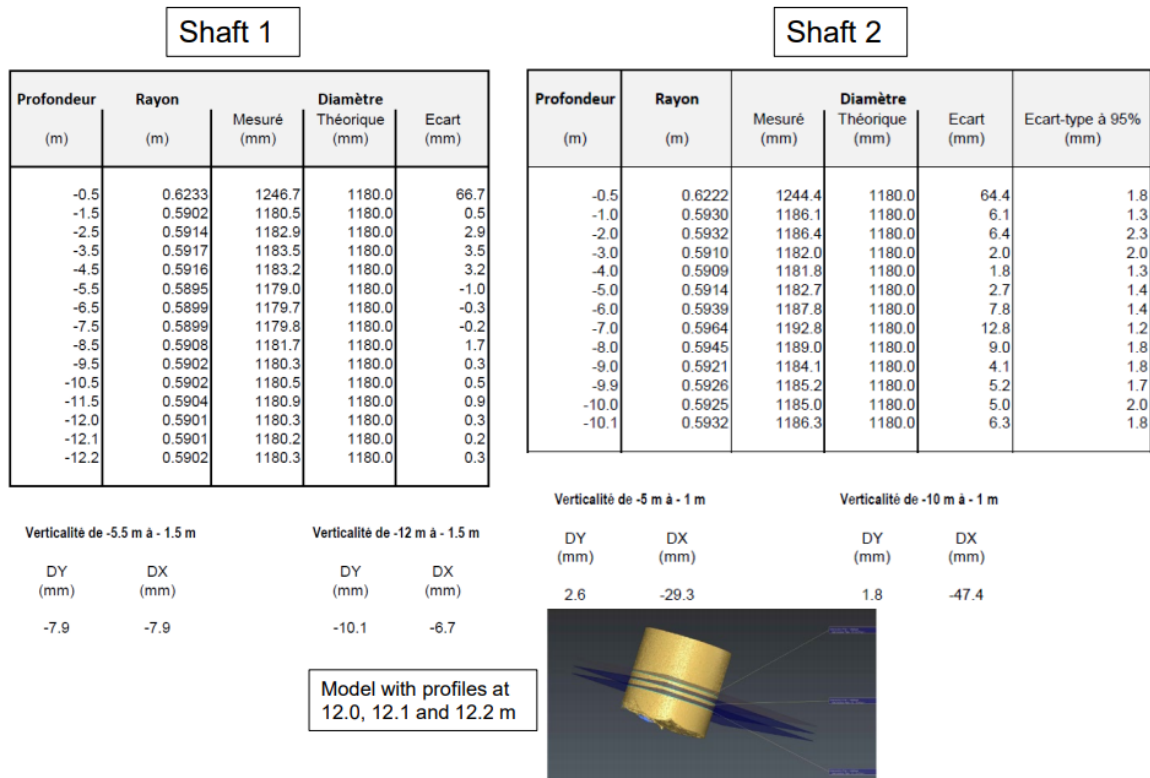 Shaft 1
Profondeur Rayon Diamètre
Mesuré Théorique Ecart
(m) (m) (mm) (mm) (mm)
-0.5 0.6233 1246.7 1180.0 66.7
-1.5 0.5902 1180.5 1180.0 0.5
-2.5 0.5914 1182.9 1180.0 2.9
-3.5 0.5917 1183.5 1180.0 3.5
-4.5 0.5916 1183.2 1180.0 3.2
-5.5 0.5895 1179.0 1180.0 -1.0
-6.5 0.5899 1179.7 1180.0 -0.3
-7.5 0.5899 1179.8 1180.0 -0.2
-8.5 0.5908 1181.7 1180.0 1.7
-9.5 0.5902 1180.3 1180.0 0.3
-10.5 0.5902 1180.5 1180.0 0.5
-11.5 0.5904 1180.9 1180.0 0.9
-12.0 0.5901 1180.3 1180.0 0.3
-12.1 0.5901 1180.2 1180.0 0.2
-12.2 0.5902 1180.3 1180.0 0.3
Verticalité de -5.5 m à - 1.5 m
DY DX
(mm) (mm)
-7.9 -7.9
Verticalité de -12 m à - 1.5 m
DY DX
(mm) (mm)
-10.1 -6.7
Shaft 2
Profondeur Rayon Diamètre
Mesuré Théorique Ecart Ecart-type à 95%
(m) (m) (mm) (mm) (mm) (mm)
-0.5 0.6222 1244.4 1180.0 64.4 1.8
-1.0 0.5930 1186.1 1180.0 6.1 1.3
-2.0 0.5932 1186.4 1180.0 6.4 2.3
-3.0 0.5910 1182.0 1180.0 2.0 2.0
-4.0 0.5909 1181.8 1180.0 1.8 1.3
-5.0 0.5914 1182.7 1180.0 2.7 1.4
-6.0 0.5939 1187.8 1180.0 7.8 1.4
-7.0 0.5964 1192.8 1180.0 12.8 1.2
-8.0 0.5945 1189.0 1180.0 9.0 1.8
-9.0 0.5921 1184.1 1180.0 4.1 1.8
-9.9 0.5926 1185.2 1180.0 5.2 1.7
-10.0 0.5925 1185.0 1180.0 5.0 2.0
-10.1 0.5932 1186.3 1180.0 6.3 1.8
Verticalité de -5 m à - 1 m
DY DX
(mm) (mm)
2.6 -29.3
Verticalité de -10 m à - 1 m
DY DX
(mm) (mm)
1.8 -47.4
Model with profiles at
12.0, 12.1 and 12.2 m